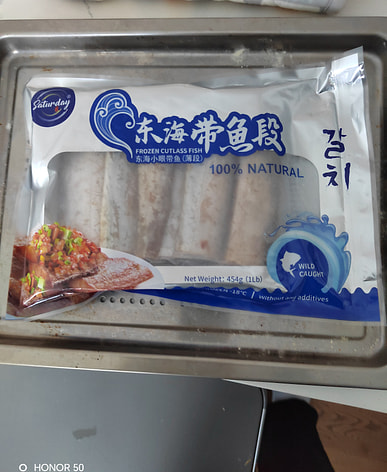 Saturday
东海带鱼段
FROZEN CUTLASS FISH
东海小眼带鱼(薄段)
100% NATURAL
갈치
WILD
CAUGHT
Net Weight: 454g (1Lb)
-18℃ / Without any additives
HONOR 50